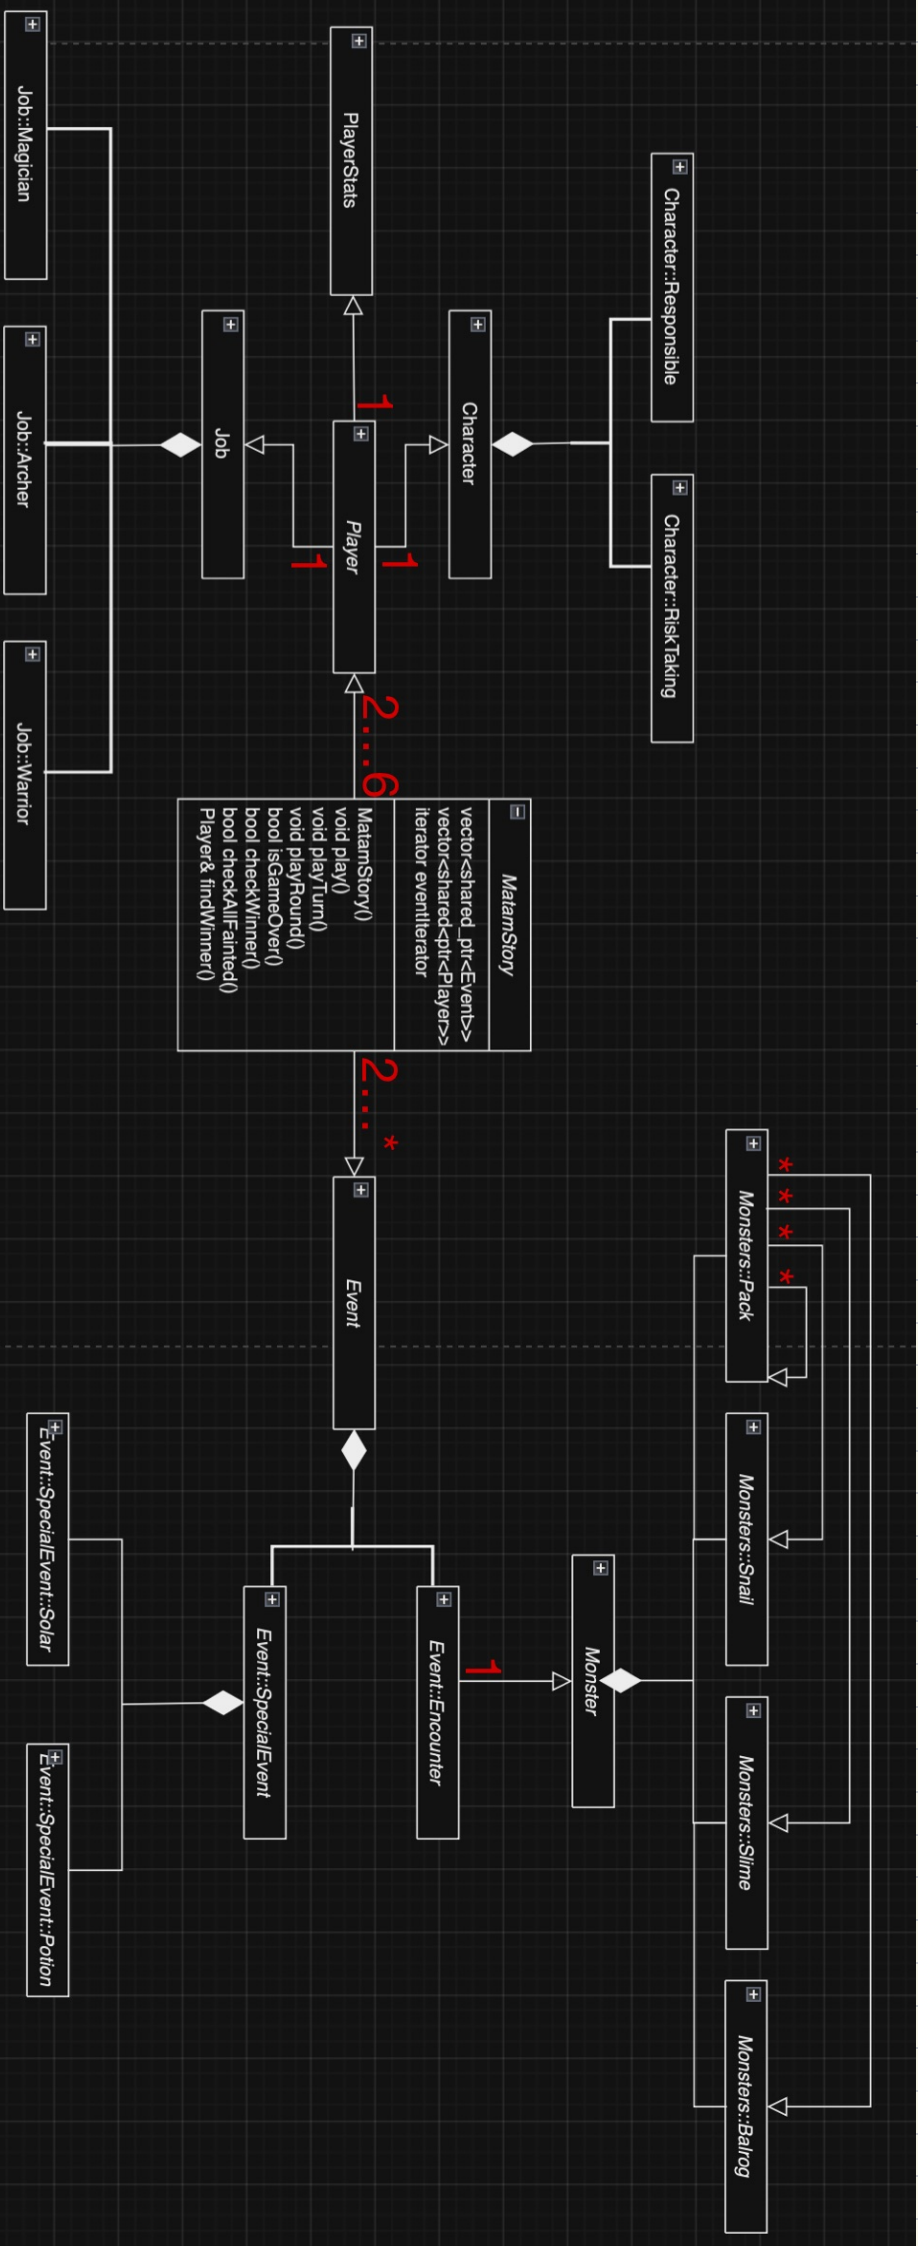 * * * *
Monsters::Pack
Monsters::Snail
Monsters::Slime
Monsters::Balrog
Character::Responsible
Character::RiskTaking
Monster
1
Event::Encounter
Character
1
1
1
PlayerStats
Player
2...6
MatamStory
vector<shared_ptr<Event>>
vector<shared<ptr<Player>>
iterator eventIterator
MatamStory()
void play()
void playTurn()
void playRound()
bool isGameOver()
bool checkWinner()
bool checkAllFainted()
Player& findWinner()
2...*
Event
Event::SpecialEvent
Job
Job::Magician
Job::Archer
Job::Warrior
Event::SpecialEvent::Solar
Event::SpecialEvent::Potion